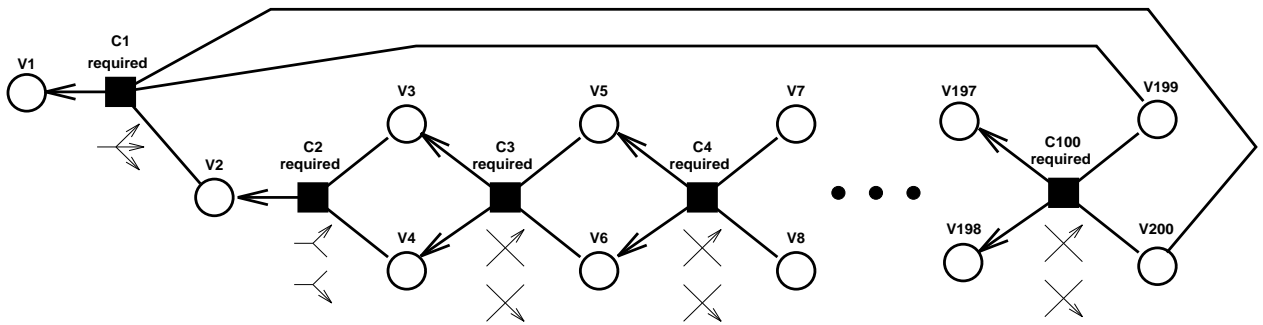 C1
required
V1
V2
C2
required
V3
V4
C3
required
V5
V6
C4
required
V7
V8
V197
V198
C100
required
V199
V200